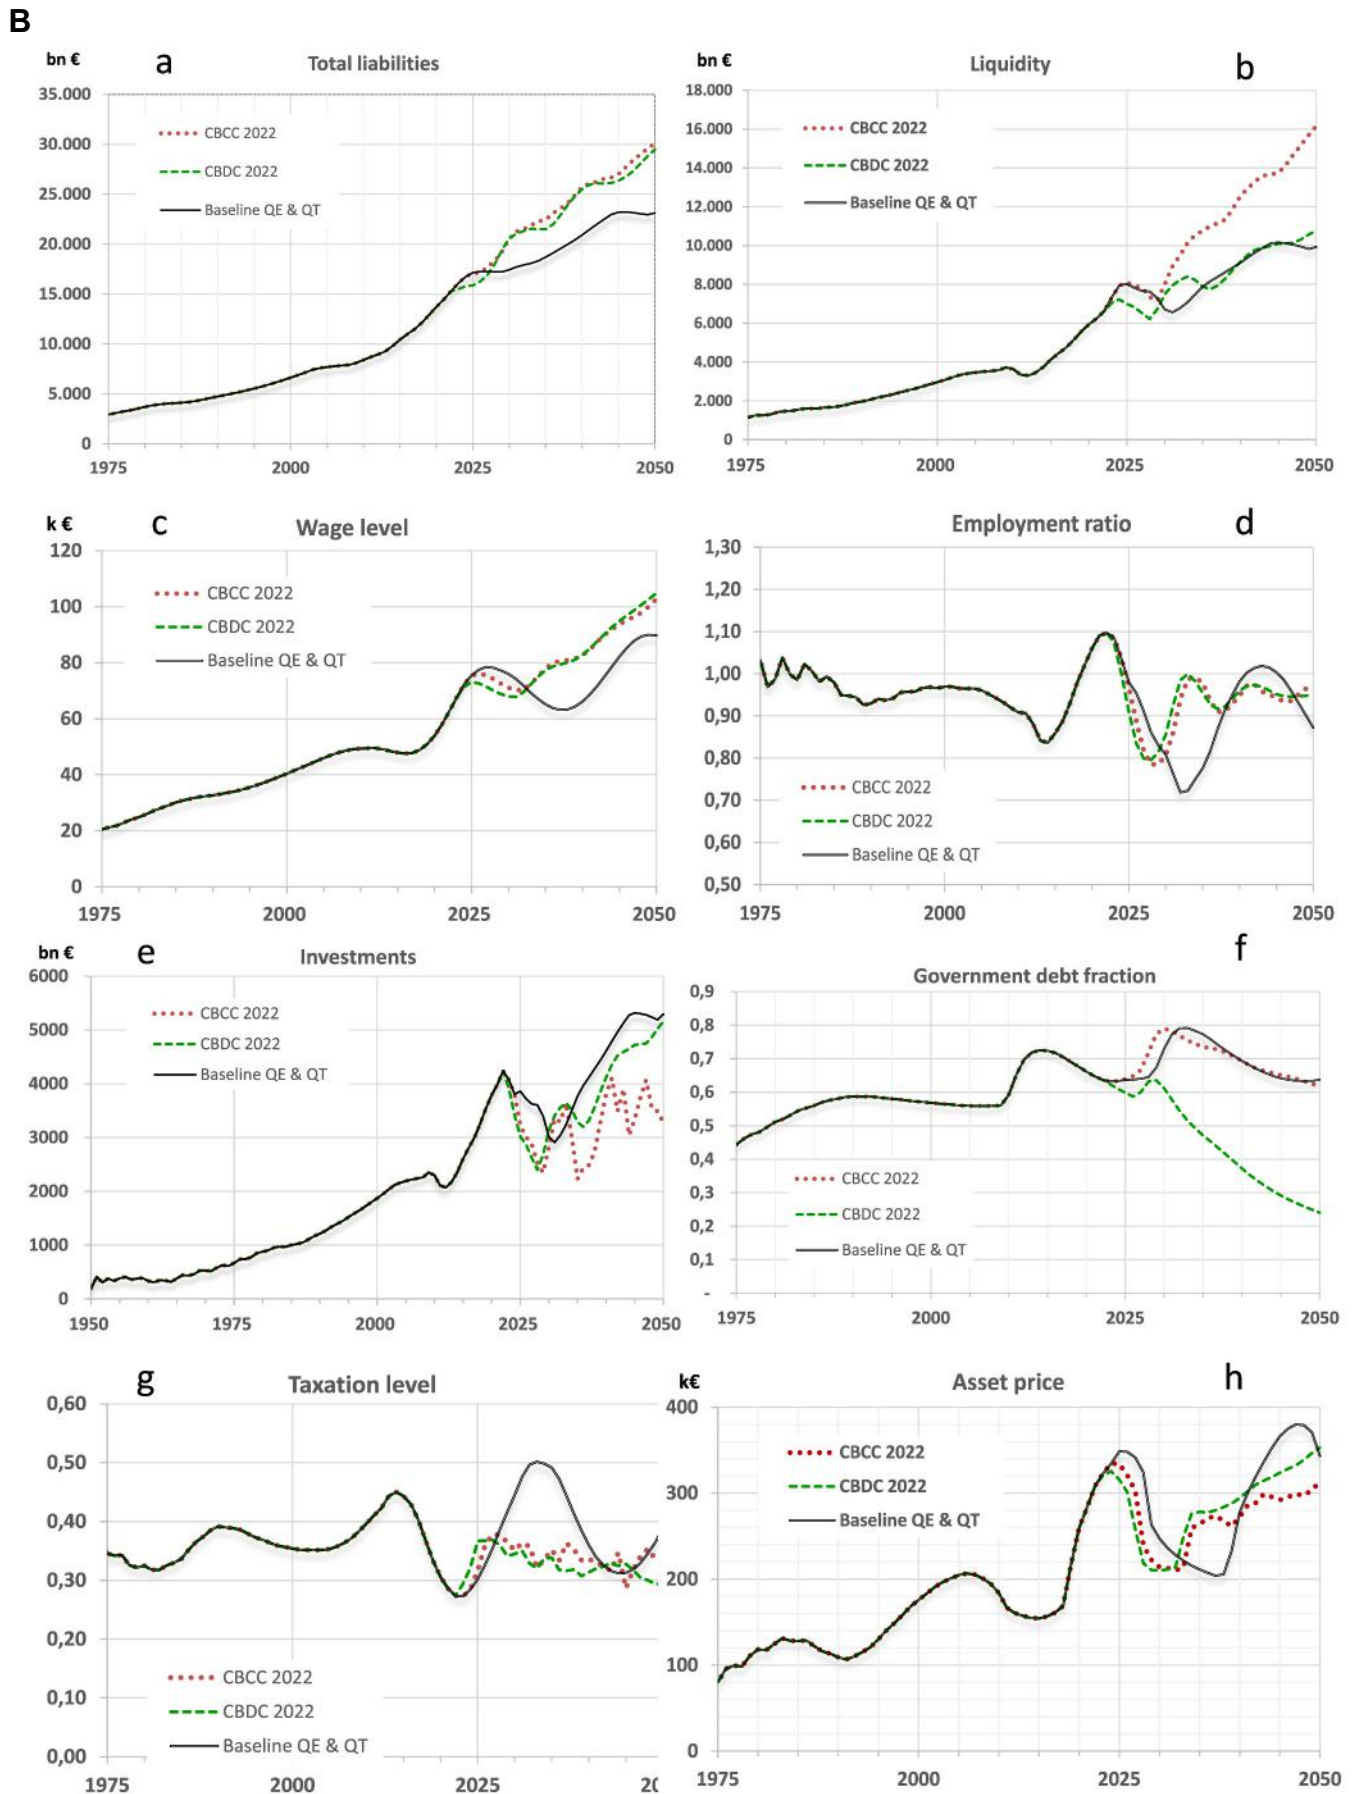 B
bn €
a
Total liabilities
35.000
30.000
25.000
20.000
15.000
10.000
5.000
0
CBCC 2022
CBDC 2022
Baseline QE & QT
1975
2000
2025
2050
bn €
Liquidity
b
18.000
16.000
14.000
12.000
10.000
8.000
6.000
4.000
2.000
0
CBCC 2022
CBDC 2022
Baseline QE & QT
1975
2000
2025
2050
k €
c
Wage level
120
100
80
60
40
20
0
CBCC 2022
CBDC 2022
Baseline QE & QT
1975
2000
2025
2050
Employment ratio
d
1,30
1,20
1,10
1,00
0,90
0,80
0,70
0,60
0,50
CBCC 2022
CBDC 2022
Baseline QE & QT
1975
2000
2025
2050
bn €
e
Investments
6000
5000
4000
3000
2000
1000
0
CBCC 2022
CBDC 2022
Baseline QE & QT
1950
1975
2000
2025
2050
f
Government debt fraction
0,9
0,8
0,7
0,6
0,5
0,4
0,3
0,2
0,1
-
CBCC 2022
CBDC 2022
Baseline QE & QT
1975
2000
2025
2050
g
Taxation level
0,60
0,50
0,40
0,30
0,20
0,10
0,00
CBCC 2022
CBDC 2022
Baseline QE & QT
1975
2000
2025
20
k€
Asset price
h
400
300
200
100
0
CBCC 2022
CBDC 2022
Baseline QE & QT
1975
2000
2025
2050